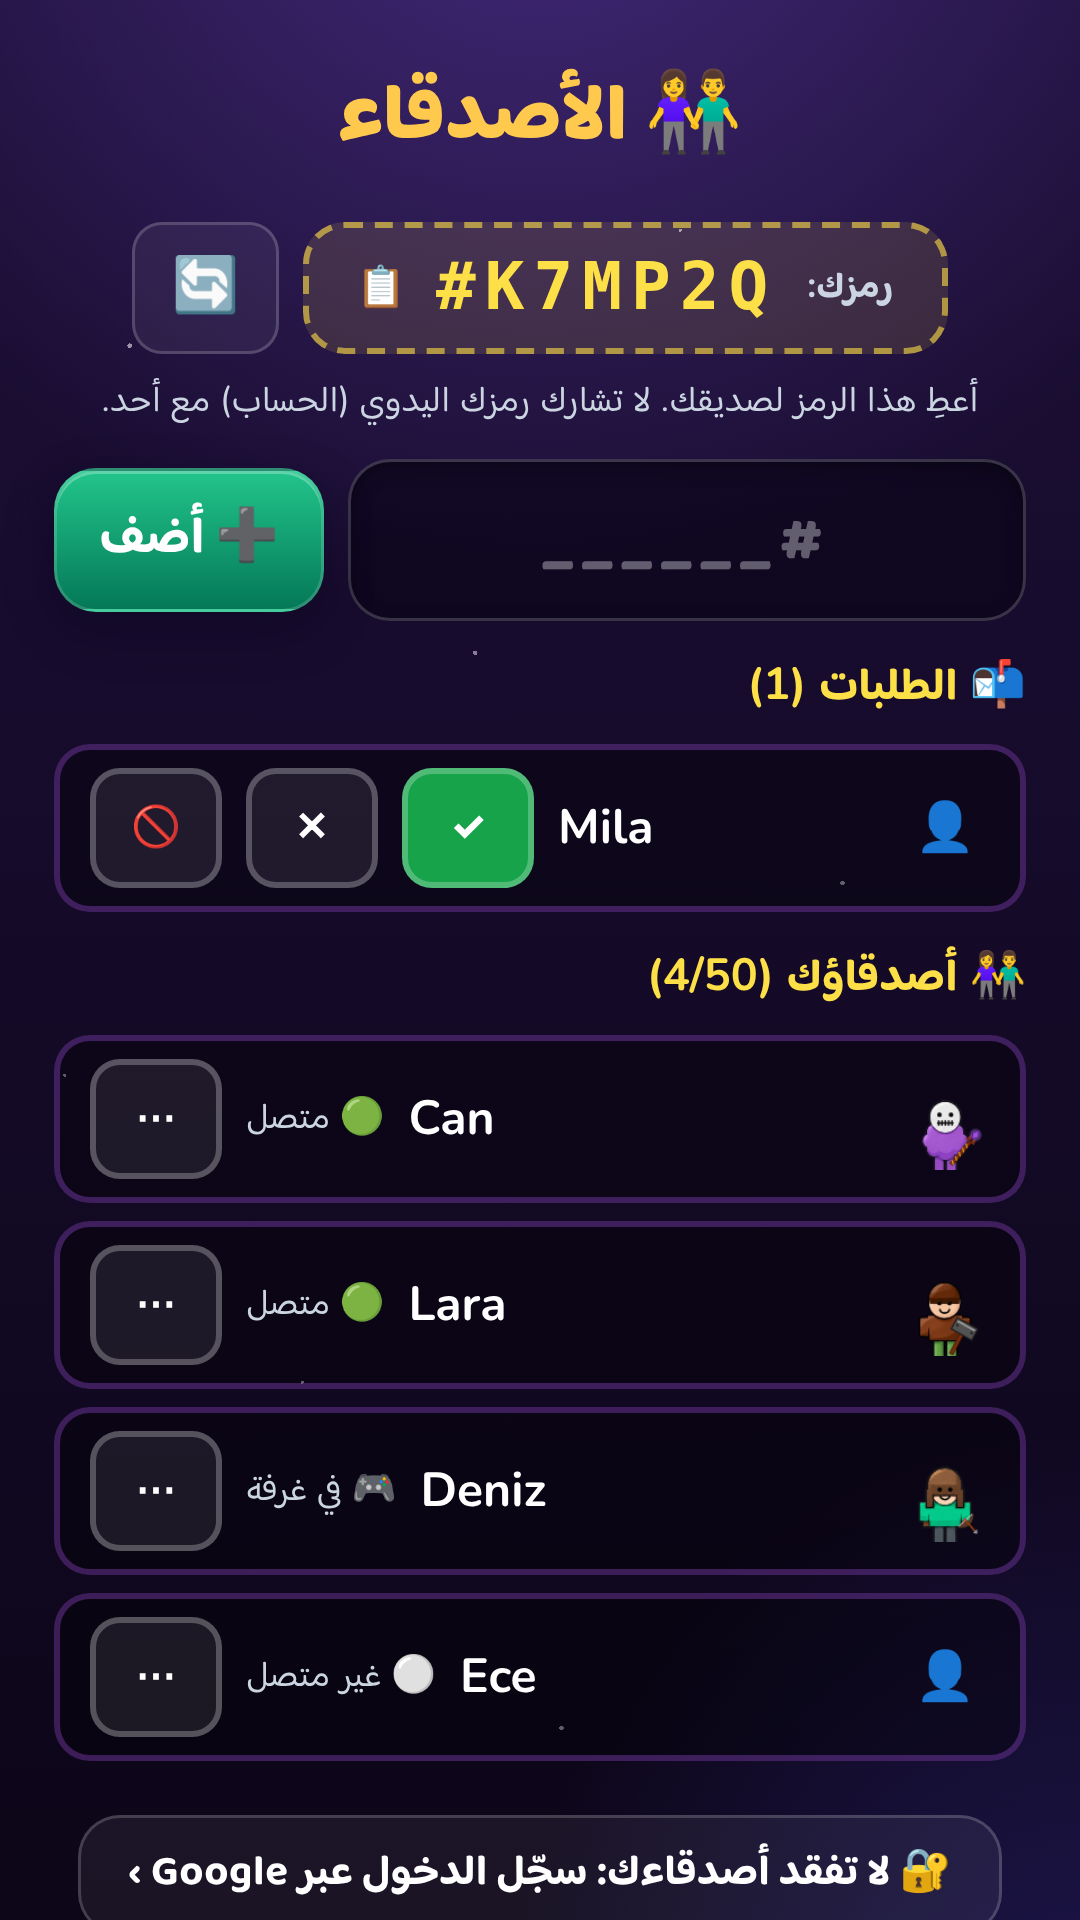 👫 الأصدقاء
رمزك: #K7MP2Q 📋 🔄
أعطِ هذا الرمز لصديقك. لا تشارك رمزك اليدوي (الحساب) مع أحد.
#______ ➕ أضف
📬 الطلبات (1)
👤 Mila ✓ ✕ 🚫
👫 أصدقاؤك (4/50)
Can 🟢 متصل ⋯
Lara 🟢 متصل ⋯
Deniz 🎮 في غرفة ⋯
👤 Ece ⚪ غير متصل ⋯
🔐 لا تفقد أصدقاءك: سجّل الدخول عبر Google ›